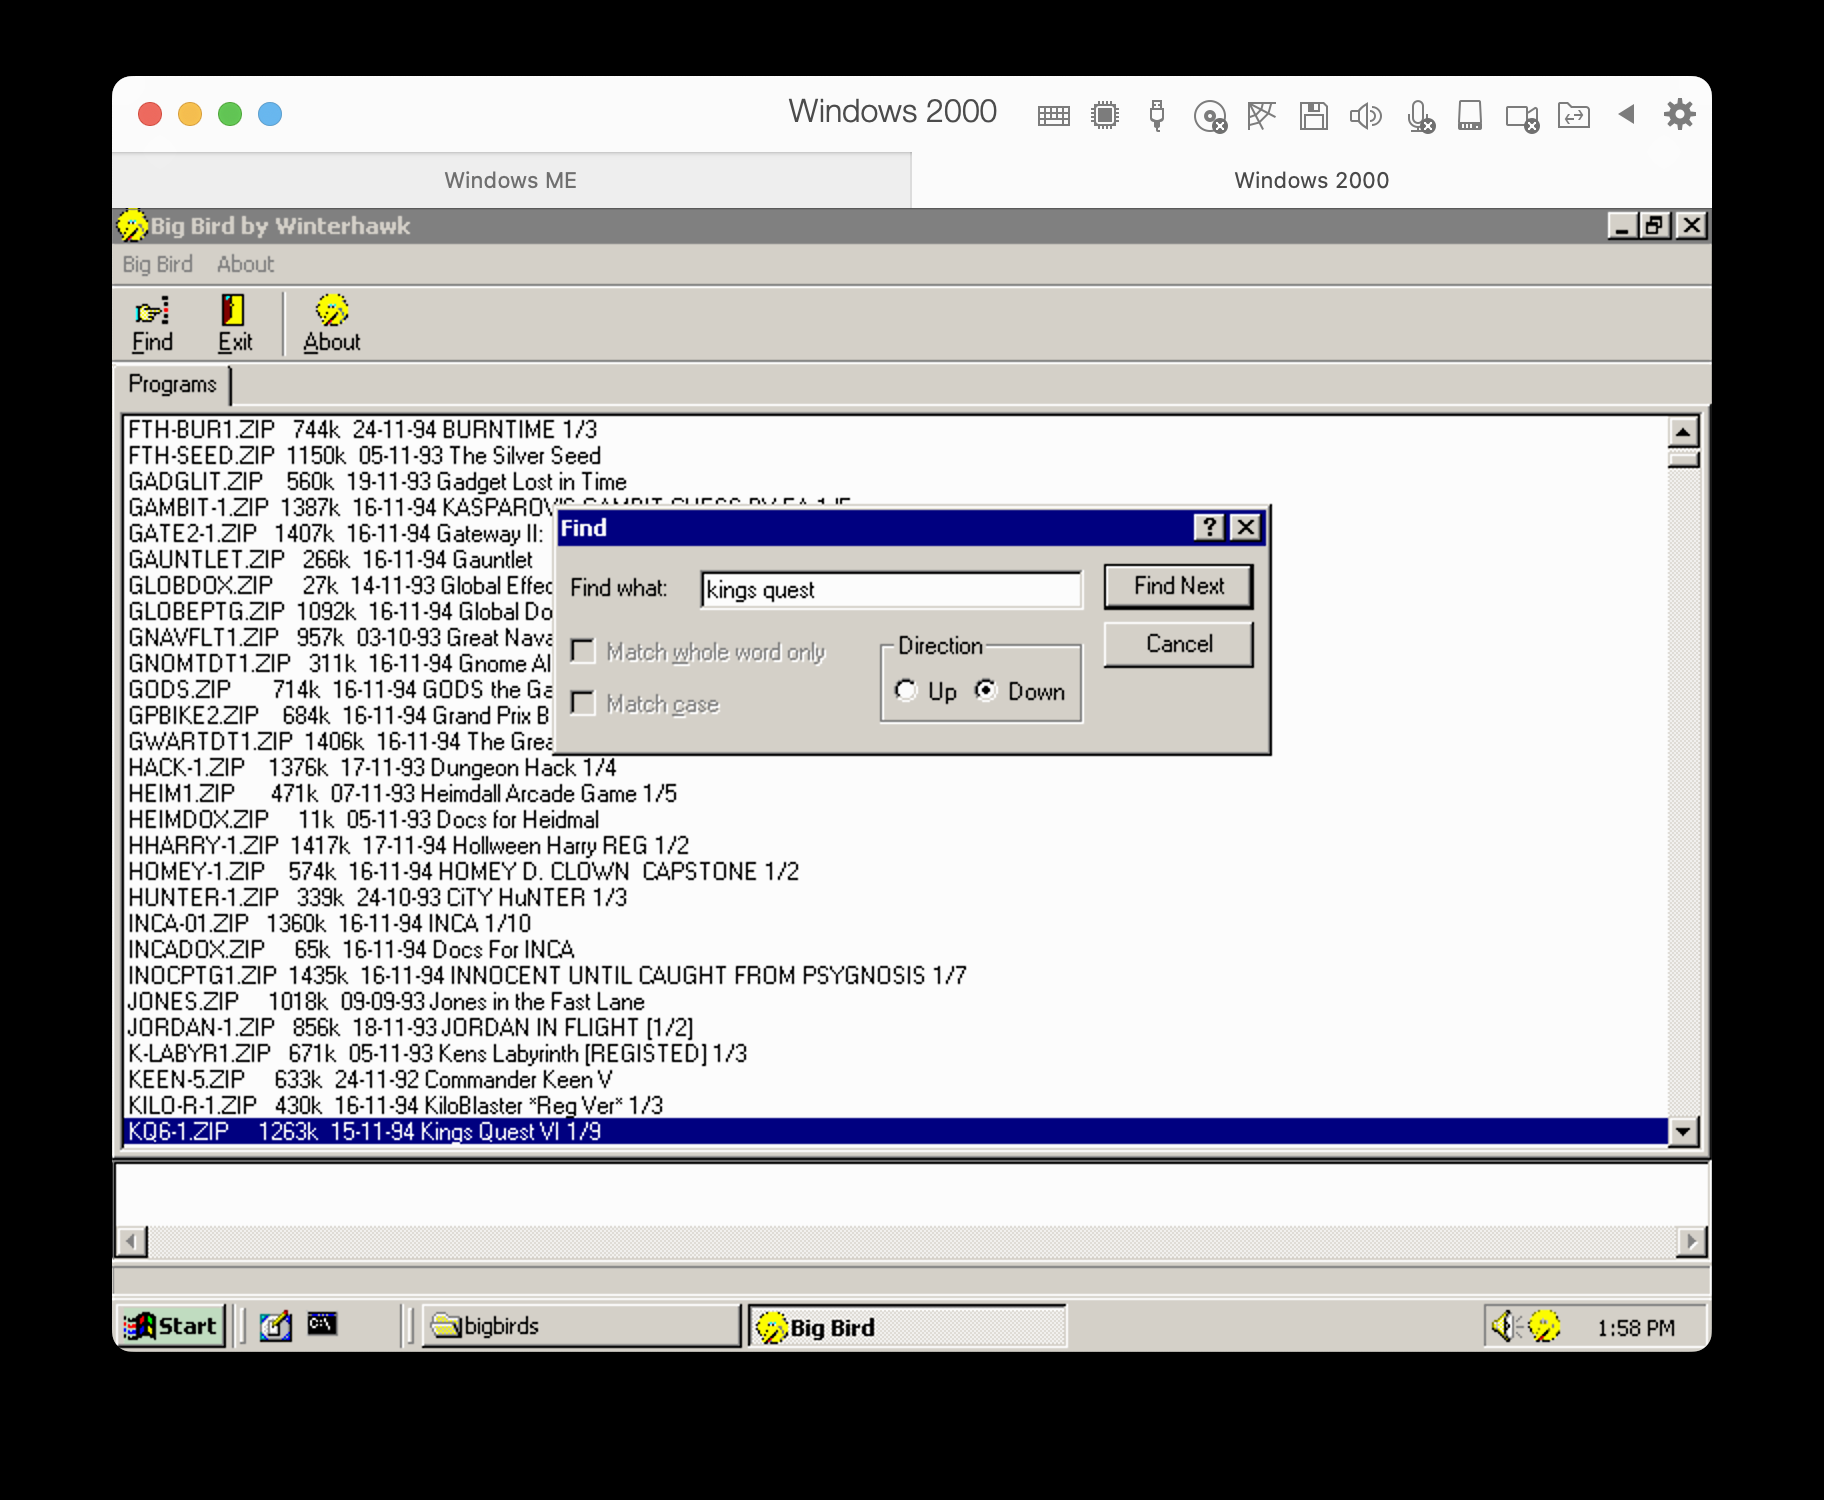 Windows 2000
Windows ME
Windows 2000
Big Bird by Winterhawk
Big Bird About
Find Exit About
Programs
FTH-BUR1.ZIP 744k 24-11-94 BURNTIME 1/3
FTH-SEED.ZIP 1150k 05-11-93 The Silver Seed
GADGLIT.ZIP 560k 19-11-93 Gadget Lost in Time
GAMBIT-1.ZIP 1387k 16-11-94 KASPAROV'S GAMBIT CHESS BY EA 1/5
GATE2-1.ZIP 1407k 16-11-94 Gateway II:
GAUNTLET.ZIP 266k 16-11-94 Gauntlet
GLOBDOX.ZIP 27k 14-11-93 Global Effec
GLOBEPTG.ZIP 1092k 16-11-94 Global Do
GNAVFLT1.ZIP 957k 03-10-93 Great Nava
GNOMTDT1.ZIP 311k 16-11-94 Gnome Al
GODS.ZIP 714k 16-11-94 GODS the Ga
GPBIKE2.ZIP 684k 16-11-94 Grand Prix B
GWARTDT1.ZIP 1406k 16-11-94 The Grea
HACK-1.ZIP 1376k 17-11-93 Dungeon Hack 1/4
HEIM1.ZIP 471k 07-11-93 Heimdall Arcade Game 1/5
HEIMDOX.ZIP 11k 05-11-93 Docs for Heidmal
HHARRY-1.ZIP 1417k 17-11-94 Hollween Harry REG 1/2
HOMEY-1.ZIP 574k 16-11-94 HOMEY D. CLOWN CAPSTONE 1/2
HUNTER-1.ZIP 339k 24-10-93 CiTY HuNTER 1/3
INCA-01.ZIP 1360k 16-11-94 INCA 1/10
INCADOX.ZIP 65k 16-11-94 Docs For INCA
INOCPTG1.ZIP 1435k 16-11-94 INNOCENT UNTIL CAUGHT FROM PSYGNOSIS 1/7
JONES.ZIP 1018k 09-09-93 Jones in the Fast Lane
JORDAN-1.ZIP 856k 18-11-93 JORDAN IN FLIGHT [1/2]
K-LABYR1.ZIP 671k 05-11-93 Kens Labyrinth [REGISTED] 1/3
KEEN-5.ZIP 633k 24-11-92 Commander Keen V
KILO-R-1.ZIP 430k 16-11-94 KiloBlaster *Reg Ver* 1/3
KQ6-1.ZIP 1263k 15-11-94 Kings Quest VI 1/9
Find
Find what: kings quest Find Next
Cancel
Match whole word only
Match case
Direction
Up Down
Start bigbirds Big Bird 1:58 PM